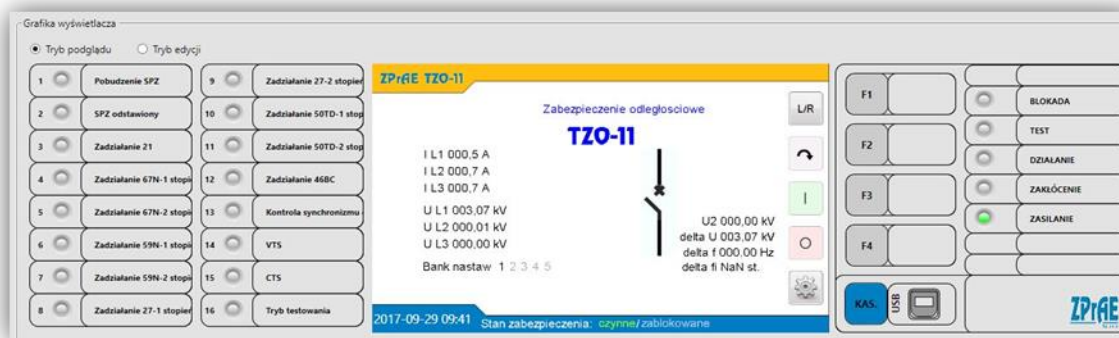 Grafika wyświetlacza
Tryb podglądu Tryb edycji
1 Pobudzenie SPZ
2 SPZ odstawiony
3 Zadziałanie 21
4 Zadziałanie 67N-1 stopi
5 Zadziałanie 67N-2 stopi
6 Zadziałanie 59N-1 stopi
7 Zadziałanie 59N-2 stopi
8 Zadziałanie 27-1 stopier
9 Zadziałanie 27-2 stopier
10 Zadziałanie 50TD-1 stop
11 Zadziałanie 50TD-2 stop
12 Zadziałanie 46BC
13 Kontrola synchronizmu
14 VTS
15 CTS
16 Tryb testowania
ZPrAE TZO-11
Zabezpieczenie odległosciowe
TZO-11
I L1 000,5 A
I L2 000,7 A
I L3 000,7 A
U L1 003,07 kV
U L2 000,01 kV
U L3 000,00 kV
Bank nastaw 1 2 3 4 5
U2 000,00 kV
delta U 003,07 kV
delta f 000,00 Hz
delta fi NaN st.
L/R
I
O
2017-09-29 09:41 Stan zabezpieczenia: czynne/zablokowane
F1
F2
F3
F4
KAS.
USB
BLOKADA
TEST
DZIAŁANIE
ZAKŁÓCENIE
ZASILANIE
ZPrAE